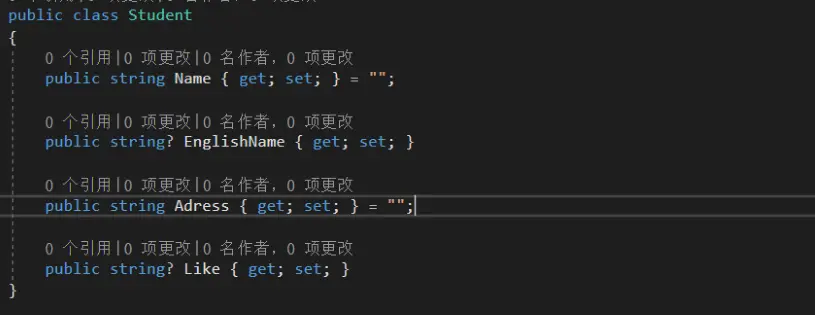 public class Student
{
0 个引用|0 项更改|0 名作者，0 项更改
public string Name { get; set; } = "";
0 个引用|0 项更改|0 名作者，0 项更改
public string? EnglishName { get; set; }
0 个引用|0 项更改|0 名作者，0 项更改
public string Adress { get; set; } = "";
0 个引用|0 项更改|0 名作者，0 项更改
public string? Like { get; set; }
}